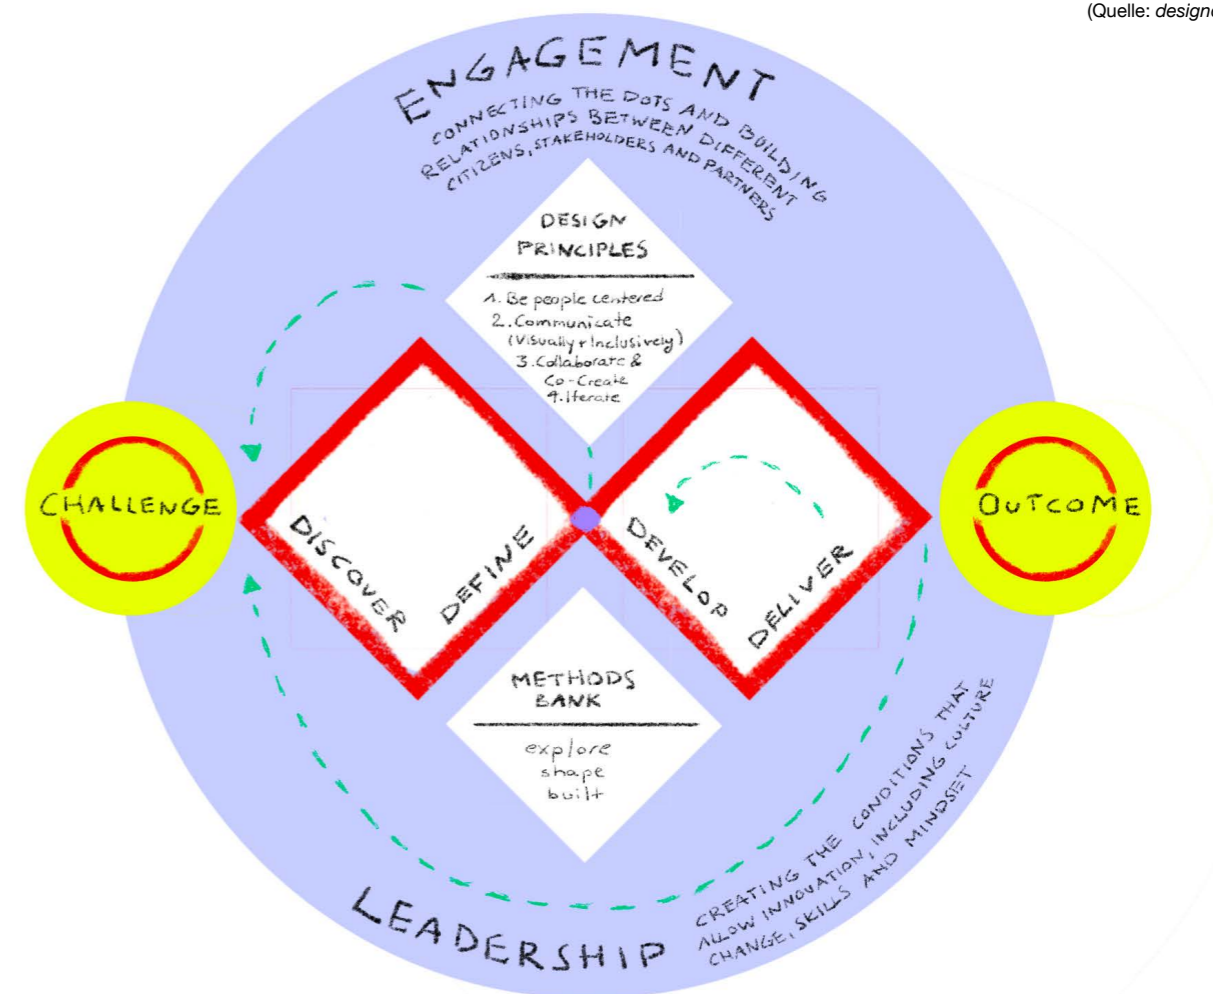 (Quelle: designe
ENGAGEMENT
CONNECTING THE DOTS AND BUILDING
RELATIONSHIPS BETWEEN DIFFERENT
CITIZENS, STAKEHOLDERS AND PARTNERS
DESIGN
PRINCIPLES
1. Be people centered
2. Communicate
(Visually + Inclusively)
3. Collaborate &
Co-Create
4. Iterate
CHALLENGE
DISCOVER
DEFINE
DEVELOP
DELIVER
OUTCOME
METHODS
BANK
explore
shape
built
LEADERSHIP
CREATING THE CONDITIONS THAT
ALLOW INNOVATION, INCLUDING CULTURE
CHANGE, SKILLS AND MINDSET